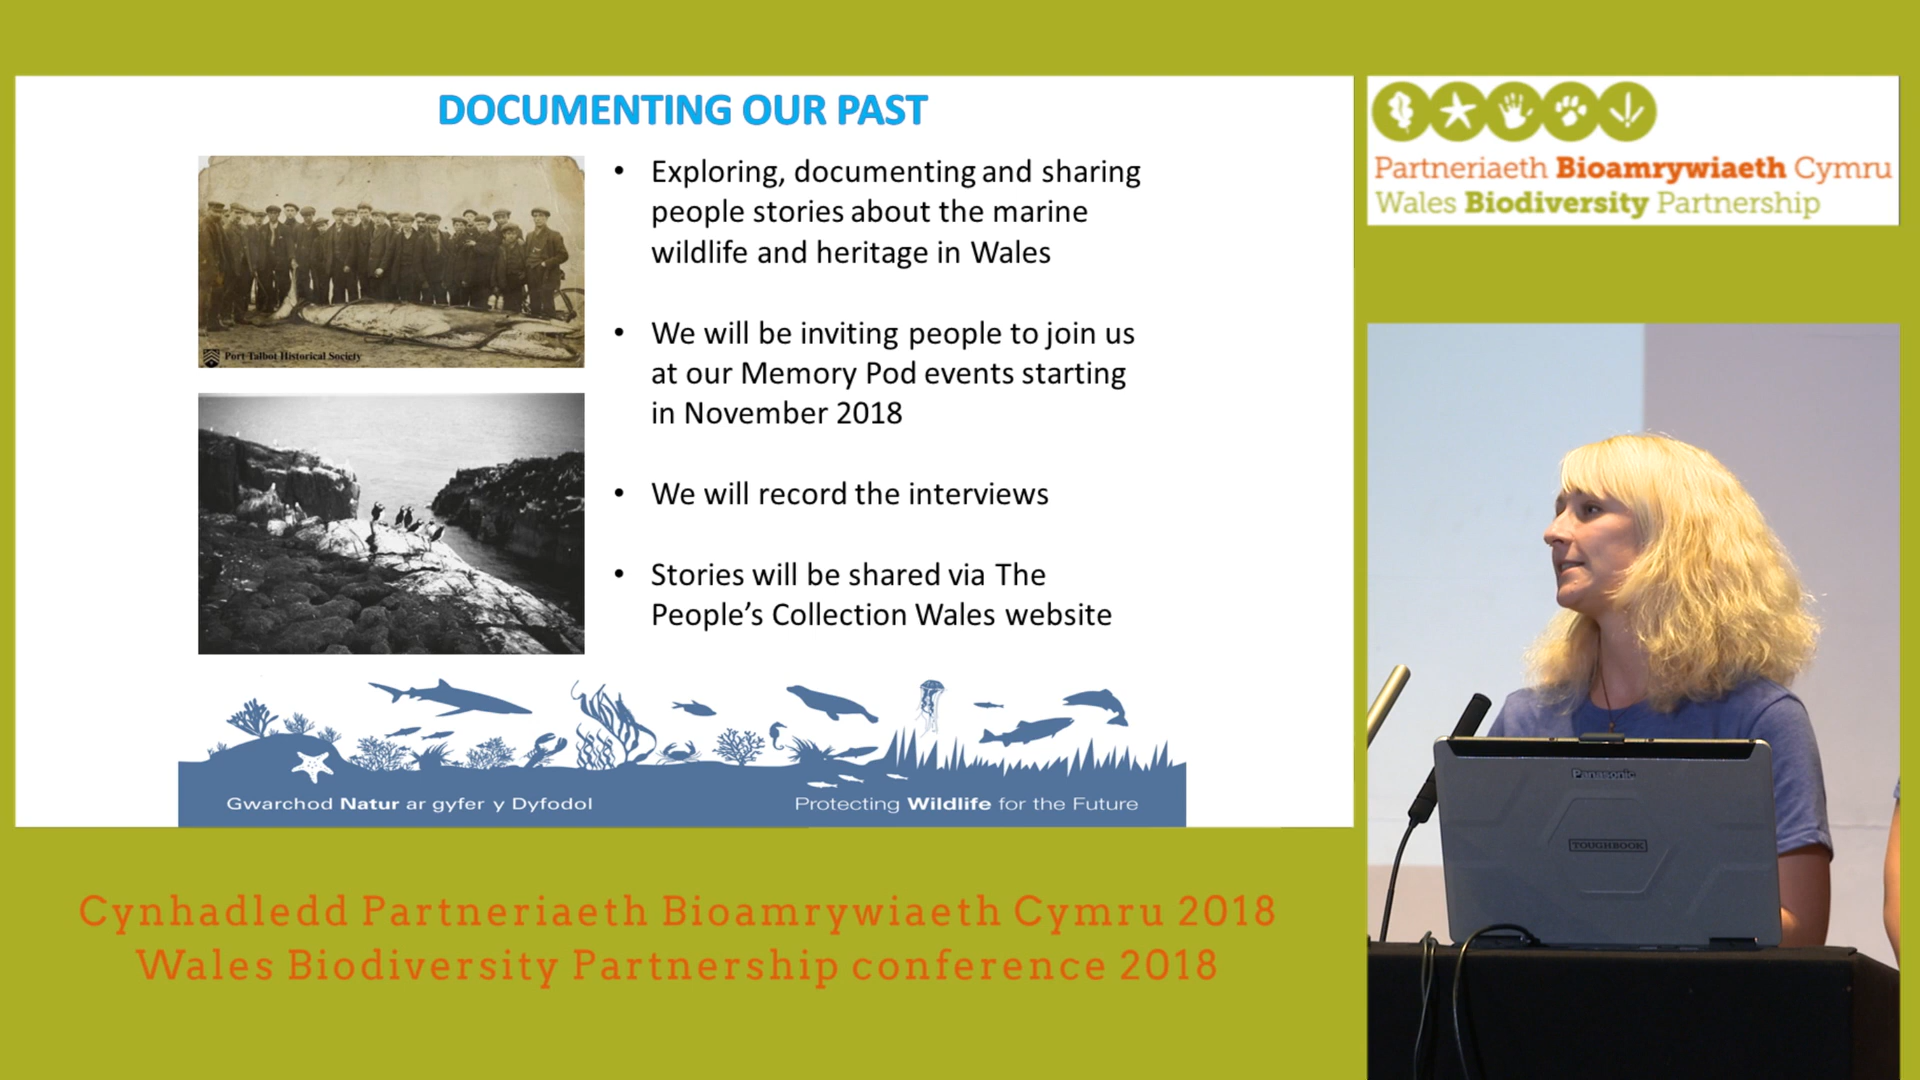 DOCUMENTING OUR PAST
Port Talbot Historical Society
• Exploring, documenting and sharing
people stories about the marine
wildlife and heritage in Wales
• We will be inviting people to join us
at our Memory Pod events starting
in November 2018
• We will record the interviews
• Stories will be shared via The
People’s Collection Wales website
Gwarchod Natur ar gyfer y Dyfodol
Protecting Wildlife for the Future
Partneriaeth Bioamrywiaeth Cymru
Wales Biodiversity Partnership
Panasonic
TOUGHBOOK
Cynhadledd Partneriaeth Bioamrywiaeth Cymru 2018
Wales Biodiversity Partnership conference 2018